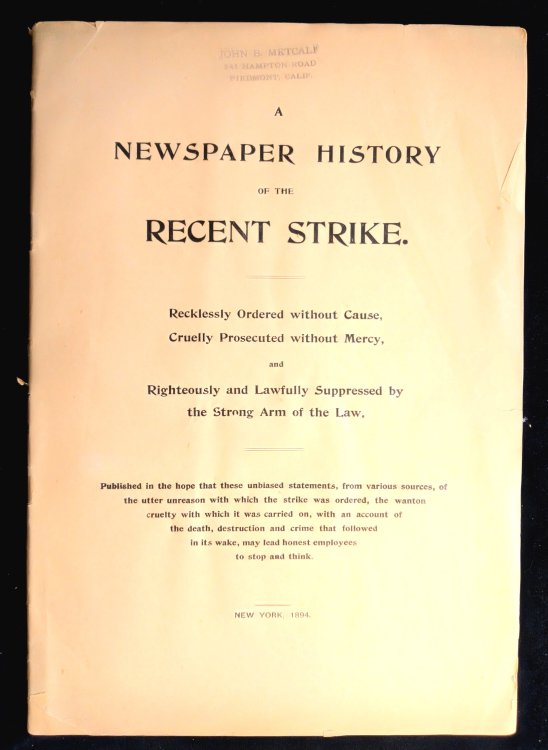 JOHN B. METCALF
241 HAMPTON ROAD
PIEDMONT, CALIF.
A
NEWSPAPER HISTORY
OF THE
RECENT STRIKE.
Recklessly Ordered without Cause,
Cruelly Prosecuted without Mercy,
and
Righteously and Lawfully Suppressed by
the Strong Arm of the Law.
Published in the hope that these unbiased statements, from various sources, of
the utter unreason with which the strike was ordered, the wanton
cruelty with which it was carried on, with an account of
the death, destruction and crime that followed
in its wake, may lead honest employees
to stop and think.
NEW YORK, 1894.